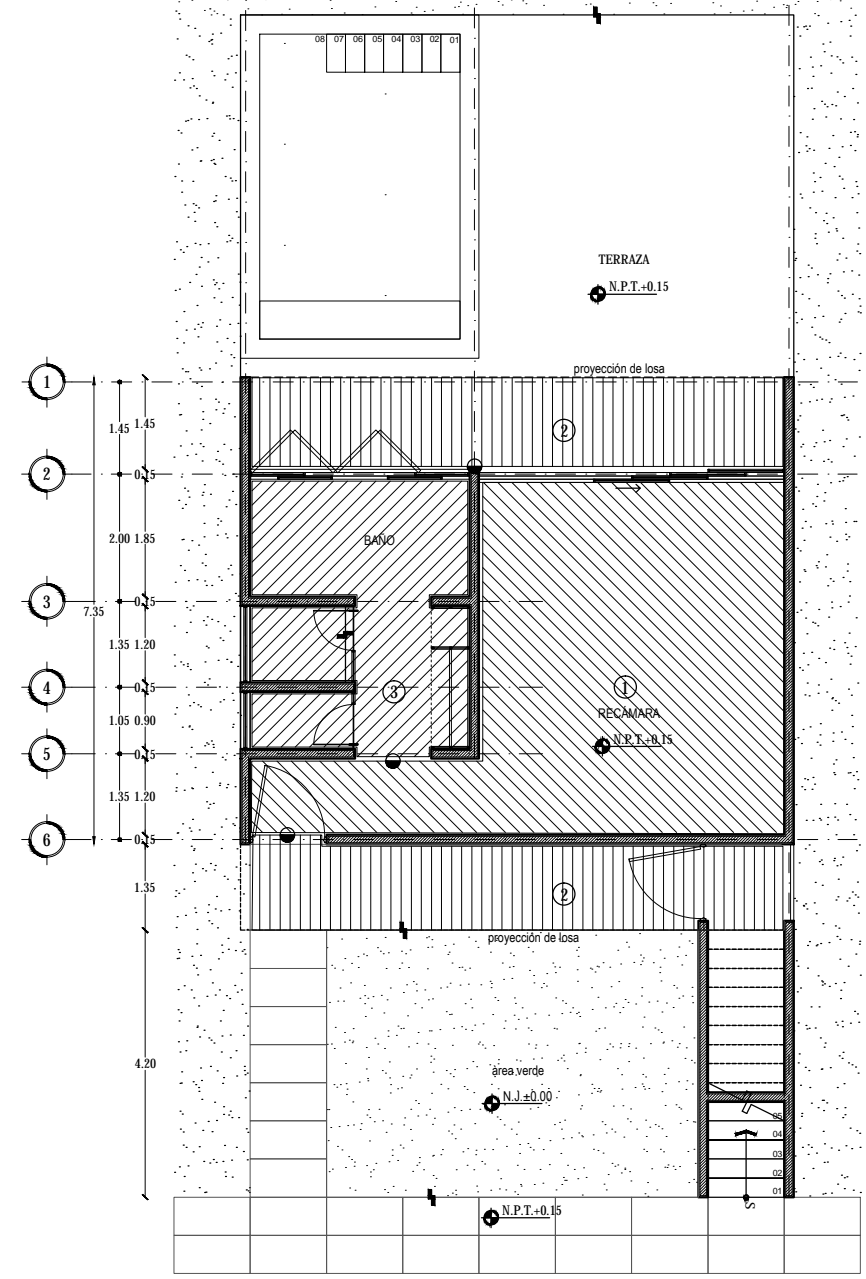 08 07 06 05 04 03 02 01
TERRAZA
N.P.T.+0.15
proyección de losa
1
1.45 1.45
2
2
0.15
2.00 1.85
BAÑO
3
0.15
7.35
1.35 1.20
4
0.15
3
1
RECÁMARA
1.05 0.90
N.P.T.+0.15
5
0.15
1.35 1.20
6
0.15
1.35
2
proyección de losa
4.20
area verde
N.J.±0.00
05
04
03
02
01
S
N.P.T.+0.15